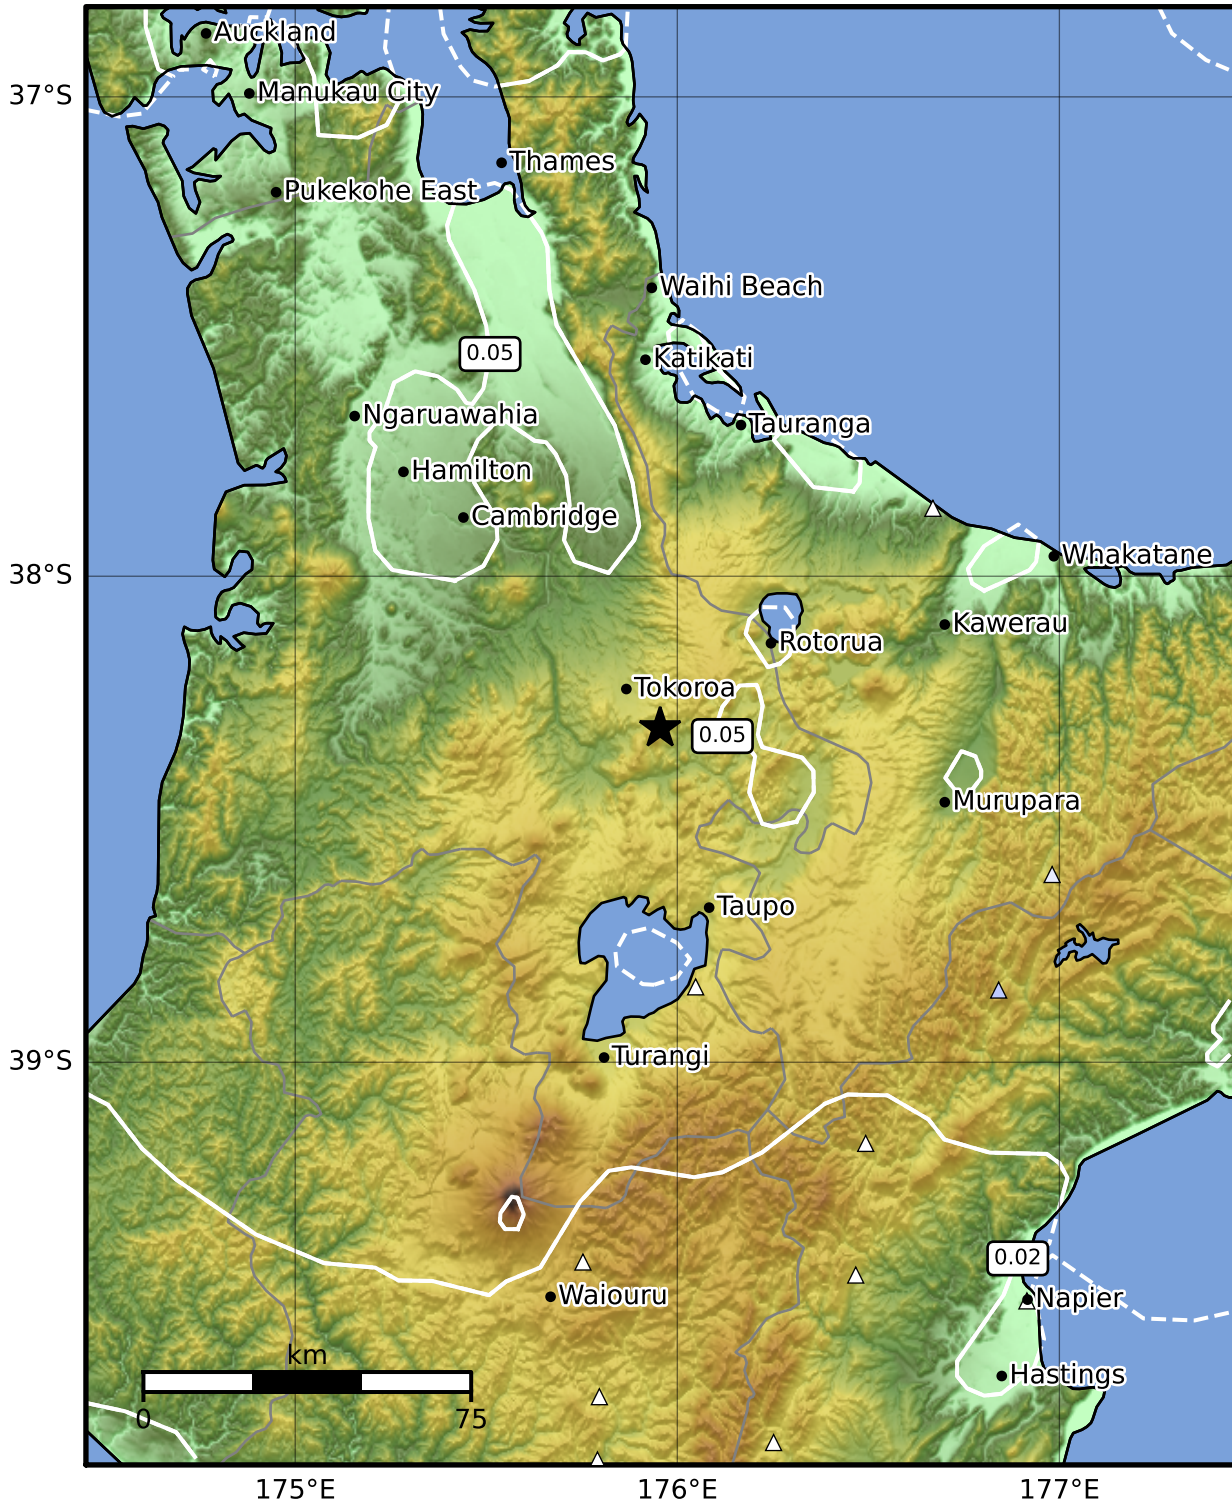 Auckland
37°S
Manukau City
Thames
Pukekohe East
Waihi Beach
0.05
Katikati
Ngaruawahia
Tauranga
Hamilton
Cambridge
Whakatane
38°S
Kawerau
Rotorua
Tokoroa
0.05
Murupara
Taupo
Turangi
39°S
0.02
Waiouru
Napier
km
Hastings
0 75
175°E 176°E 177°E